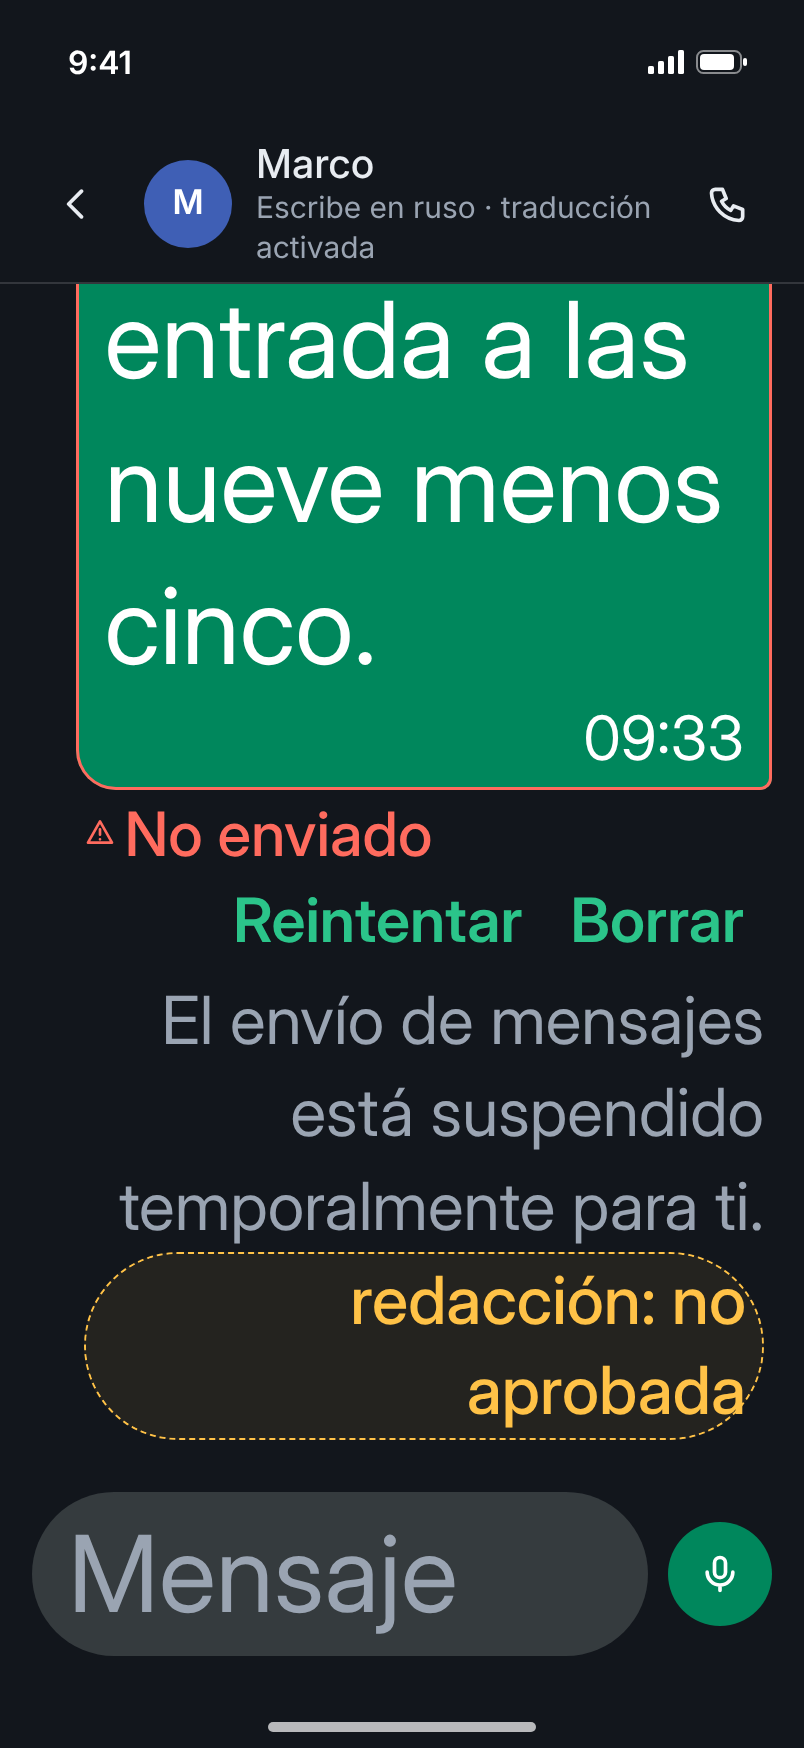 9:41
M
Marco
Escribe en ruso · traducción
activada
entrada a las
nueve menos
cinco.
09:33
No enviado
Reintentar Borrar
El envío de mensajes
está suspendido
temporalmente para ti.
redacción: no
aprobada
Mensaje